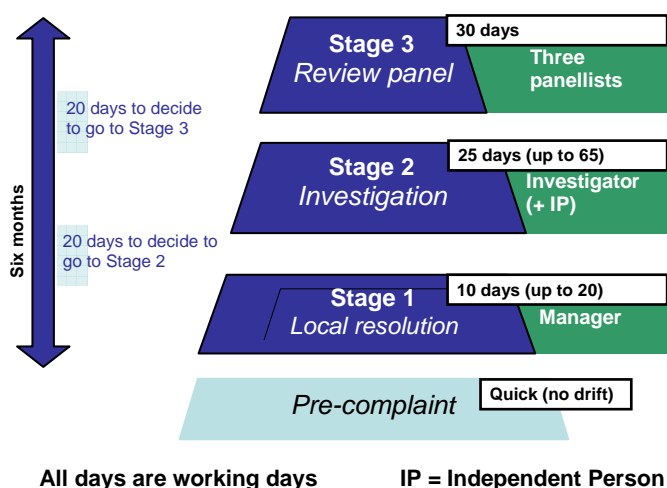 30 days
Stage 3
Review panel
Three
panellists
20 days to decide
to go to Stage 3
25 days (up to 65)
Stage 2
Investigation
Investigator
(+ IP)
Six months
20 days to decide to
go to Stage 2
10 days (up to 20)
Stage 1
Local resolution
Manager
Quick (no drift)
Pre-complaint
All days are working days
IP = Independent Person